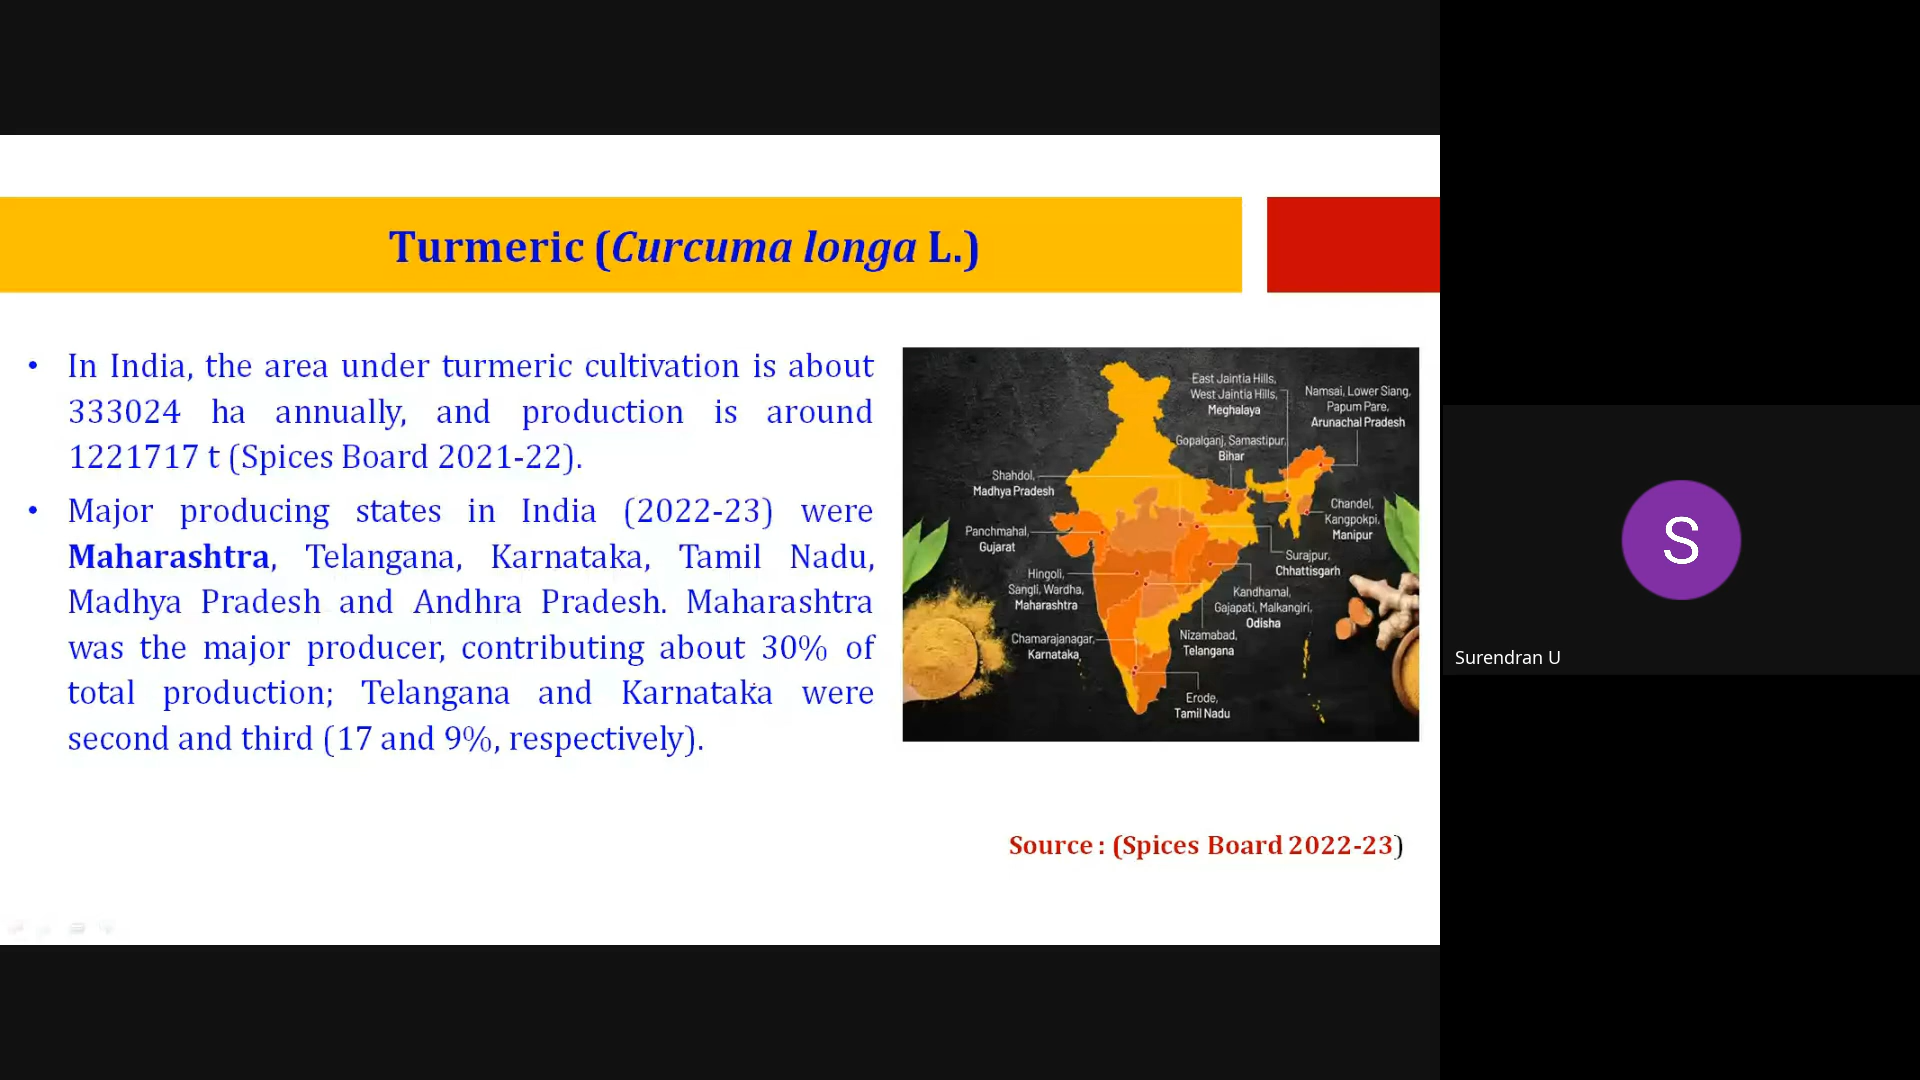 Turmeric (Curcuma longa L.)
• In India, the area under turmeric cultivation is about
333024 ha annually, and production is around
1221717 t (Spices Board 2021-22).
• Major producing states in India (2022-23) were
Maharashtra, Telangana, Karnataka, Tamil Nadu,
Madhya Pradesh and Andhra Pradesh. Maharashtra
was the major producer, contributing about 30% of
total production; Telangana and Karnataka were
second and third (17 and 9%, respectively).
East Jaintia Hills,
West Jaintia Hills,
Meghalaya
Namsai, Lower Siang,
Papum Pare,
Arunachal Pradesh
Gopalganj, Samastipur,
Bihar
Shahdol,
Madhya Pradesh
Chandel,
Kangpokpi,
Manipur
Panchmahal,
Gujarat
Surajpur,
Chhattisgarh
Hingoli,
Sangli, Wardha,
Maharashtra
Kandhamal,
Gajapati, Malkangiri,
Odisha
Chamarajanagar,
Karnataka
Nizamabad,
Telangana
Erode,
Tamil Nadu
Source : (Spices Board 2022-23)
S
Surendran U